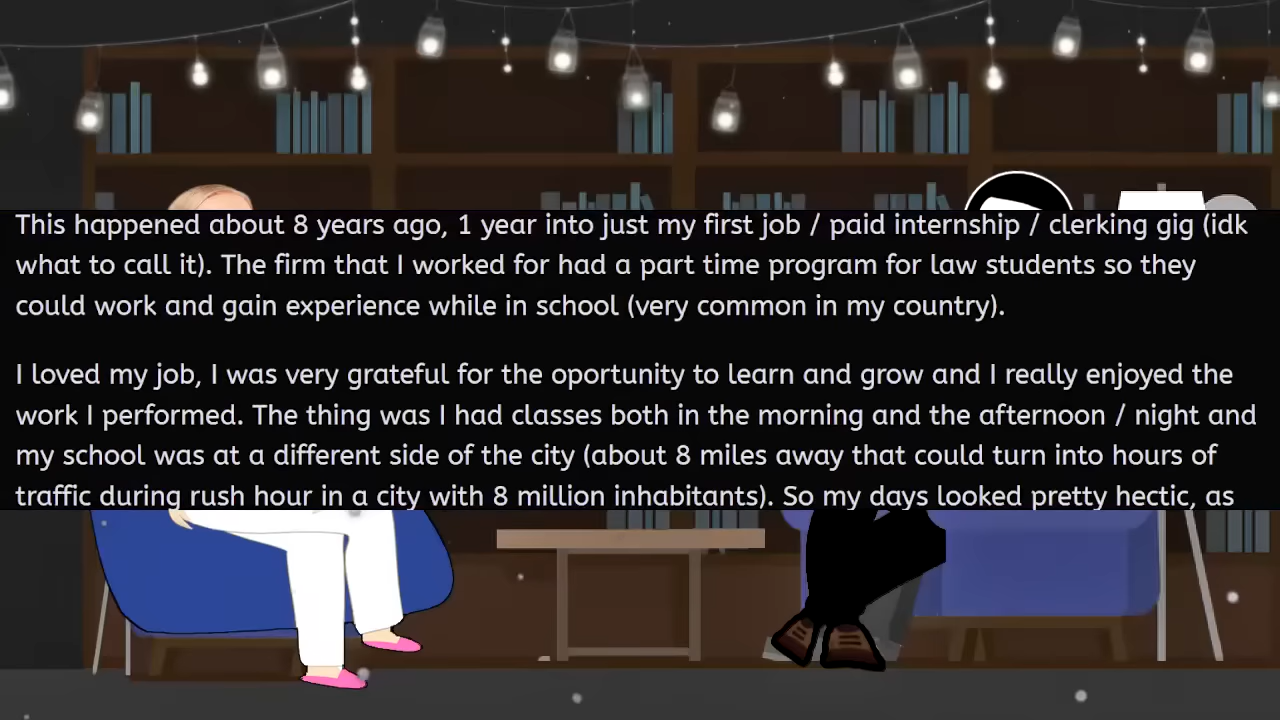 This happened about 8 years ago, 1 year into just my first job / paid internship / clerking gig (idk
what to call it). The firm that I worked for had a part time program for law students so they
could work and gain experience while in school (very common in my country).
I loved my job, I was very grateful for the oportunity to learn and grow and I really enjoyed the
work I performed. The thing was I had classes both in the morning and the afternoon / night and
my school was at a different side of the city (about 8 miles away that could turn into hours of
traffic during rush hour in a city with 8 million inhabitants). So my days looked pretty hectic, as